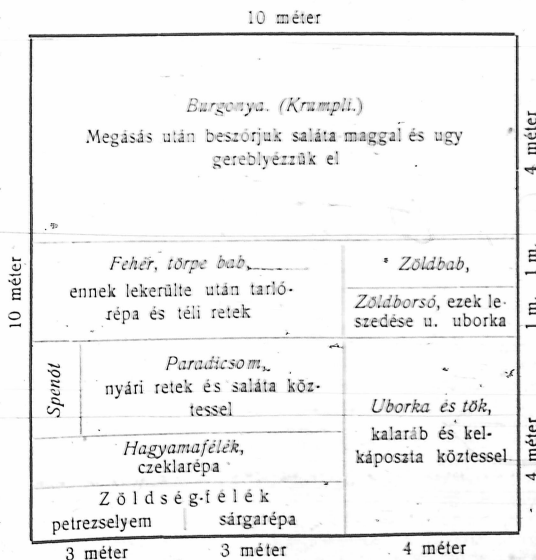 10 méter
Burgonya. (Krumpli.)
Megásás után beszórjuk saláta maggal és ugy
gereblyézzük el
4 méter
10 méter
Fehér, törpe bab,
ennek lekerülte után tarló-
répa és téli retek
Zöldbab,
1 m.
Zöldborsó, ezek le-
szedése u. uborka
1 m.
Spenót
Paradicsom,
nyári retek és saláta köz-
tessel
Hagyamafélék,
czeklarépa
Zöldség-félék
petrezselyem
sárgarépa
Uborka és tök,
kalaráb és kel-
káposzta köztessel
4 méter
3 méter
3 méter
4 méter